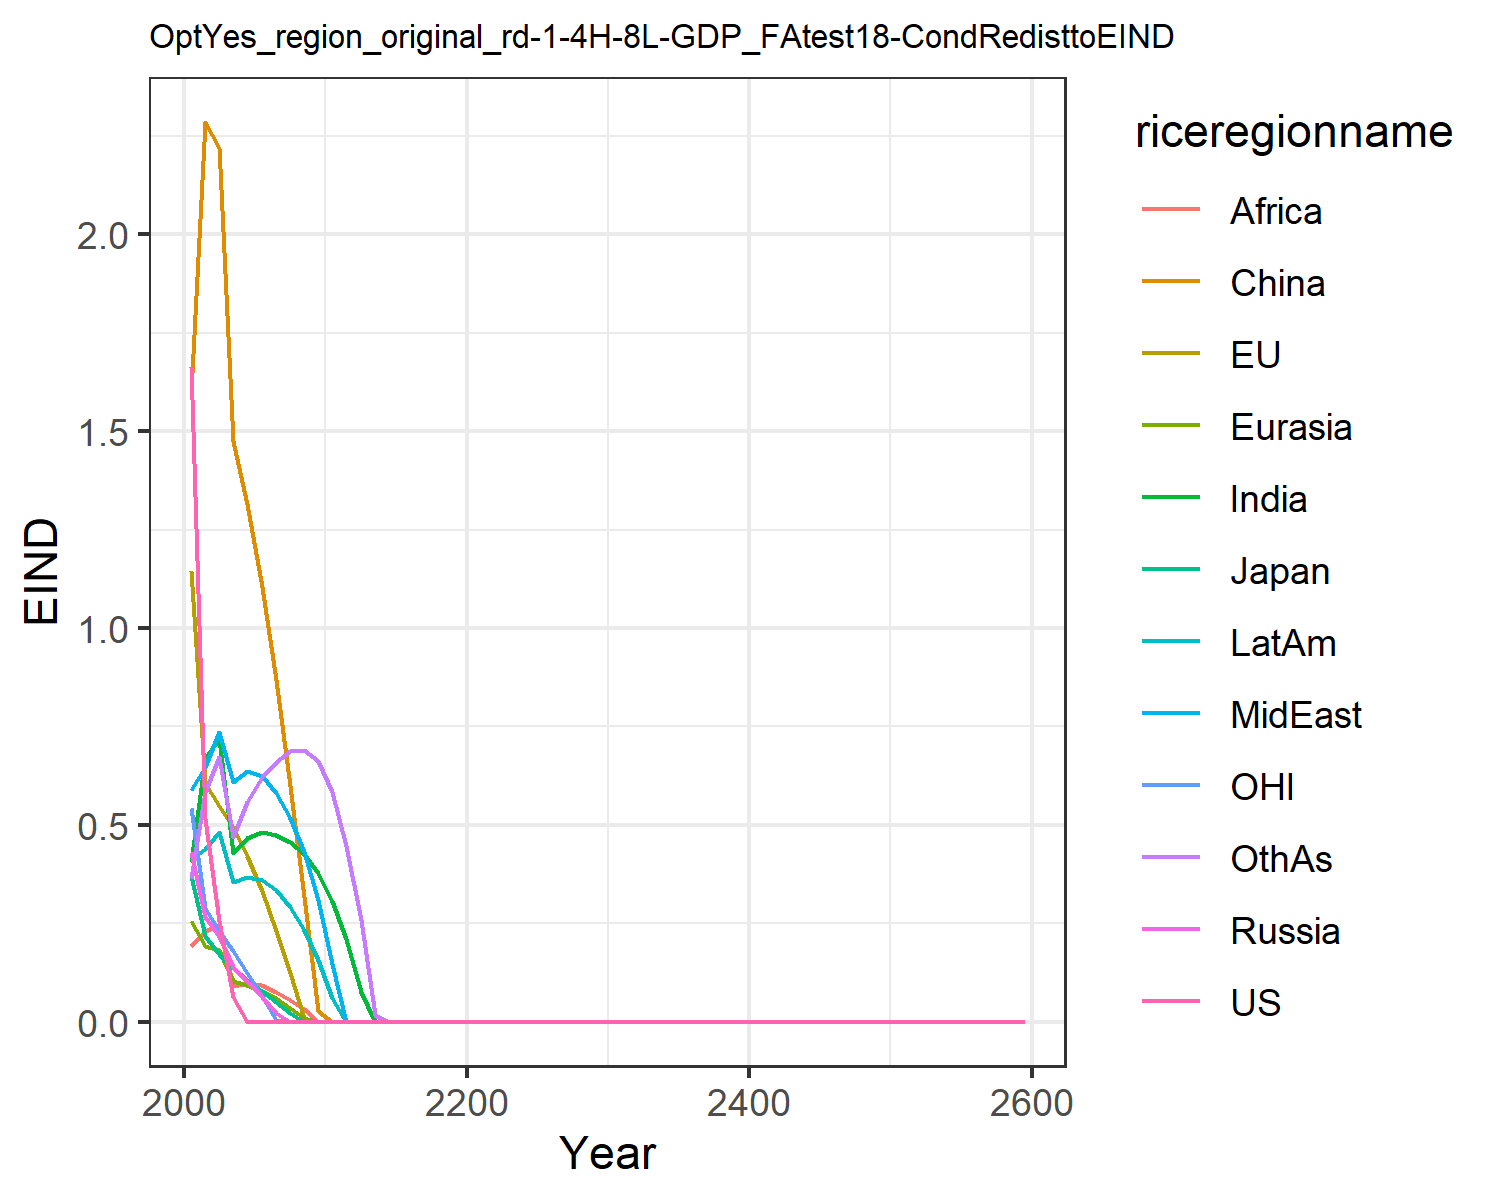 OptYes_region_original_rd-1-4H-8L-GDP_FAtest18-CondRedisttoEIND
EIND
2.0
1.5
1.0
0.5
0.0
2000
2200
2400
2600
Year
riceregionname
Africa
China
EU
Eurasia
India
Japan
LatAm
MidEast
OHI
OthAs
Russia
US